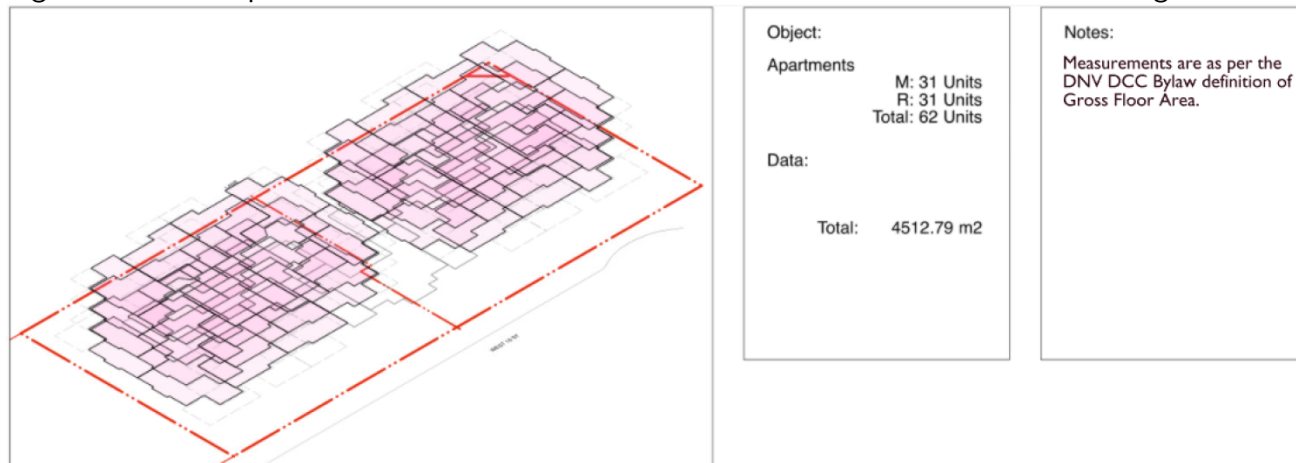 Object:
Apartments
M: 31 Units
R: 31 Units
Total: 62 Units
Data:
Total: 4512.79 m2
Notes:
Measurements are as per the
DNV DCC Bylaw definition of
Gross Floor Area.